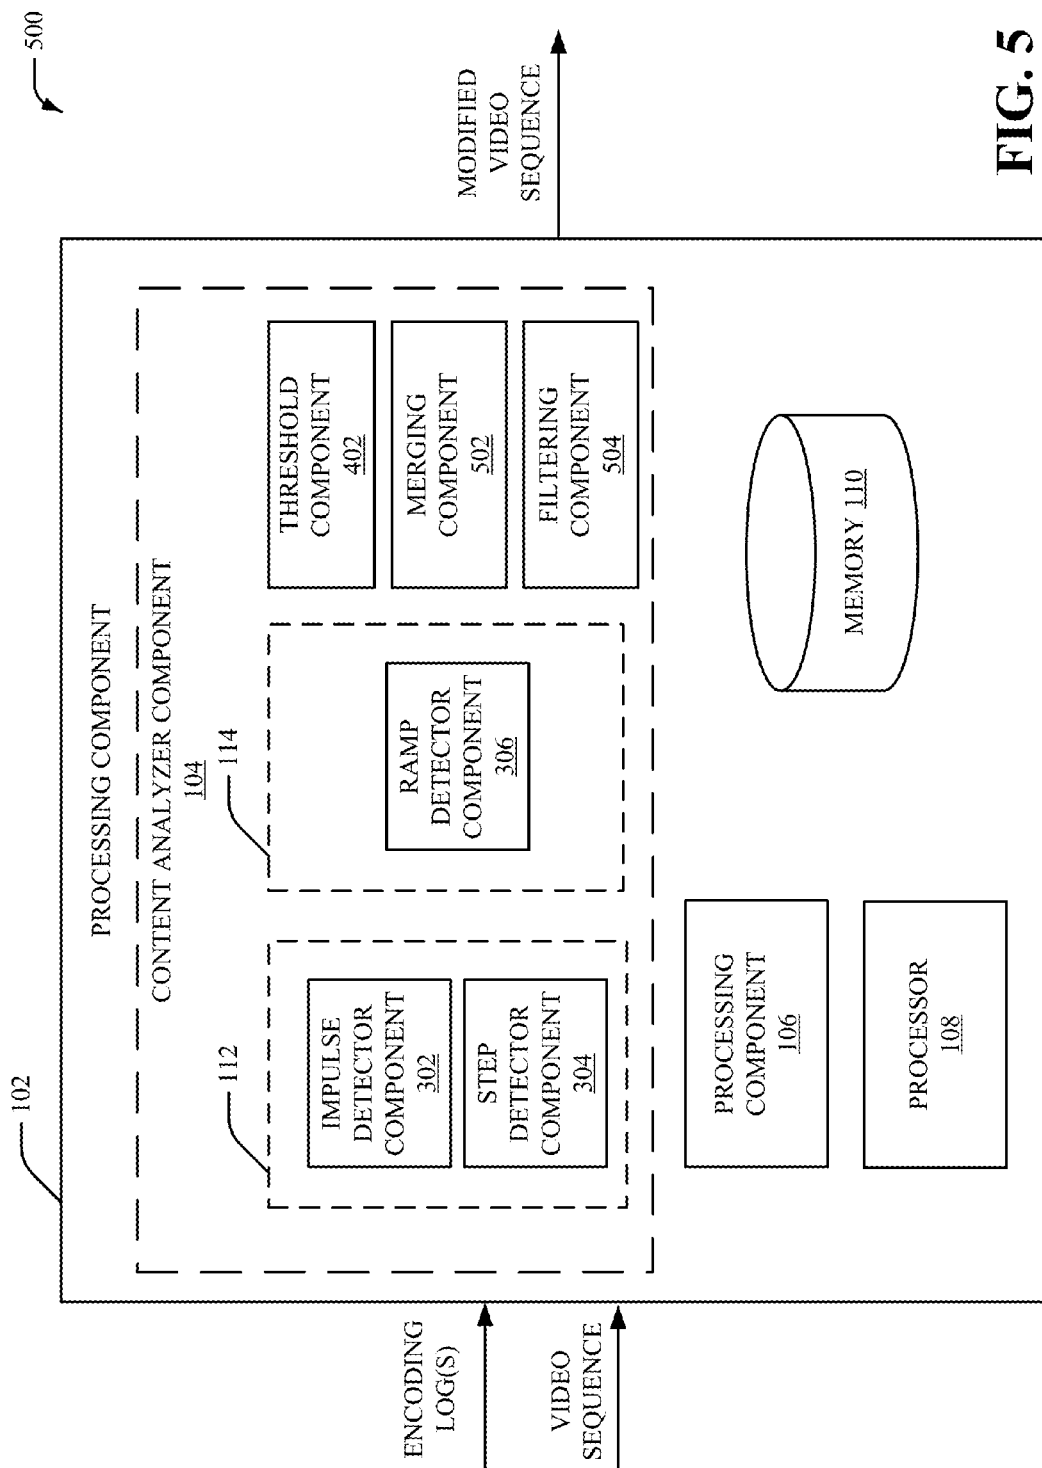 500
102
PROCESSING COMPONENT
CONTENT ANALYZER COMPONENT
104
112
114
IMPULSE
DETECTOR
COMPONENT
302
STEP
DETECTOR
COMPONENT
304
RAMP
DETECTOR
COMPONENT
306
THRESHOLD
COMPONENT
402
MERGING
COMPONENT
502
FILTERING
COMPONENT
504
ENCODING
LOG(S)
VIDEO
SEQUENCE
MODIFIED
VIDEO
SEQUENCE
PROCESSING
COMPONENT
106
PROCESSOR
108
MEMORY 110
FIG. 5